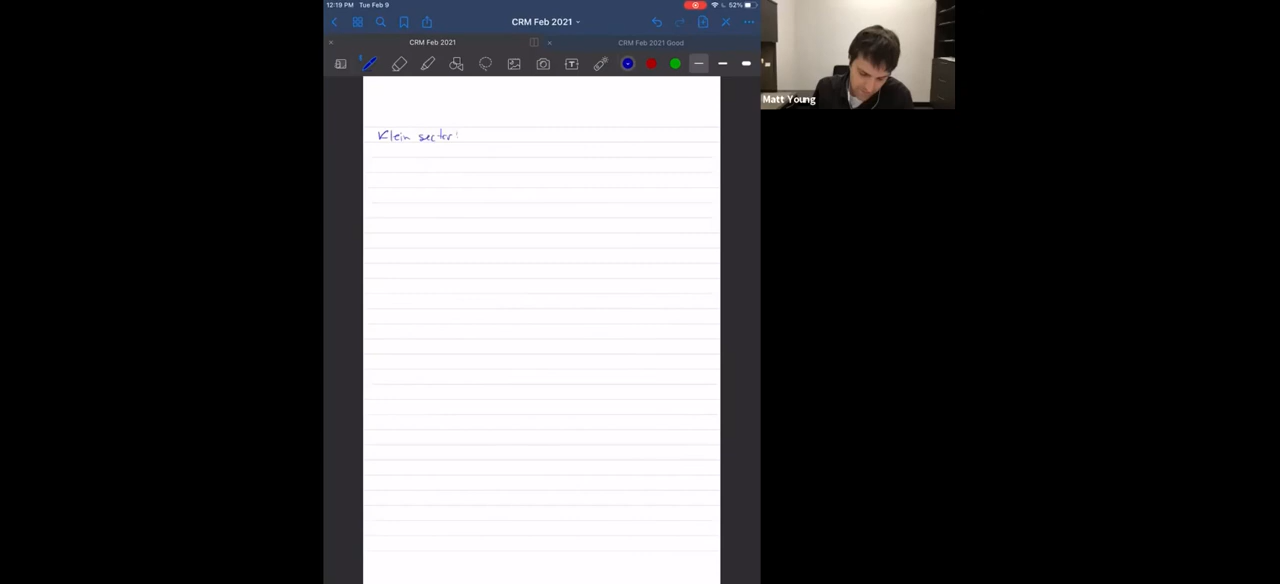 12:19 PM Tue Feb 9
52%
CRM Feb 2021
CRM Feb 2021
CRM Feb 2021 Good
Matt Young
Klein sector: